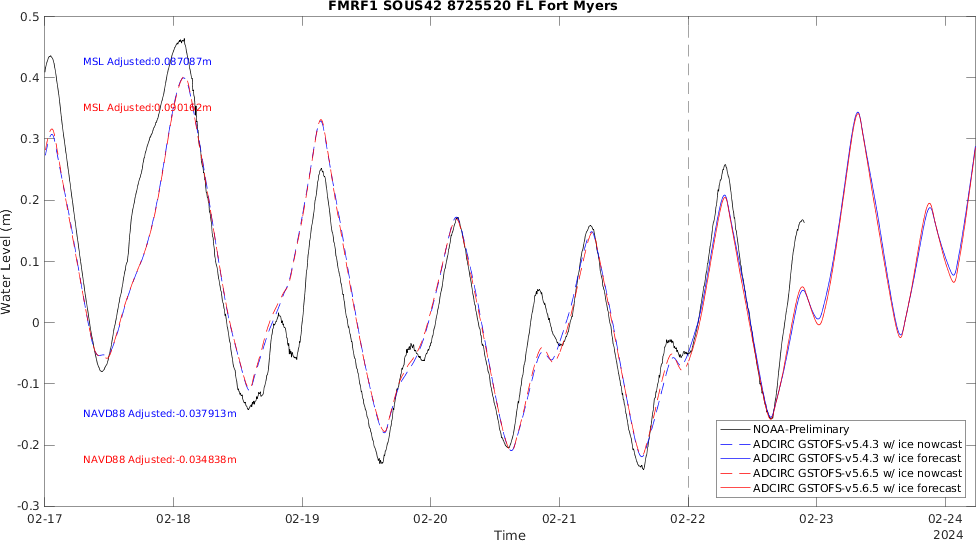 FMRF1 SOUS42 8725520 FL Fort Myers
0.5
MSL Adjusted:0.087087m
0.4
MSL Adjusted:0.090162m
0.3
0.2
0.1
Water Level (m)
0
-0.1
NAVD88 Adjusted:-0.037913m
-0.2
NAVD88 Adjusted:-0.034838m
-0.3
NOAA-Preliminary
ADCIRC GSTOFS-v5.4.3 w/ ice nowcast
ADCIRC GSTOFS-v5.4.3 w/ ice forecast
ADCIRC GSTOFS-v5.6.5 w/ ice nowcast
ADCIRC GSTOFS-v5.6.5 w/ ice forecast
02-17 02-18 02-19 02-20 02-21 02-22 02-23 02-24
Time
2024